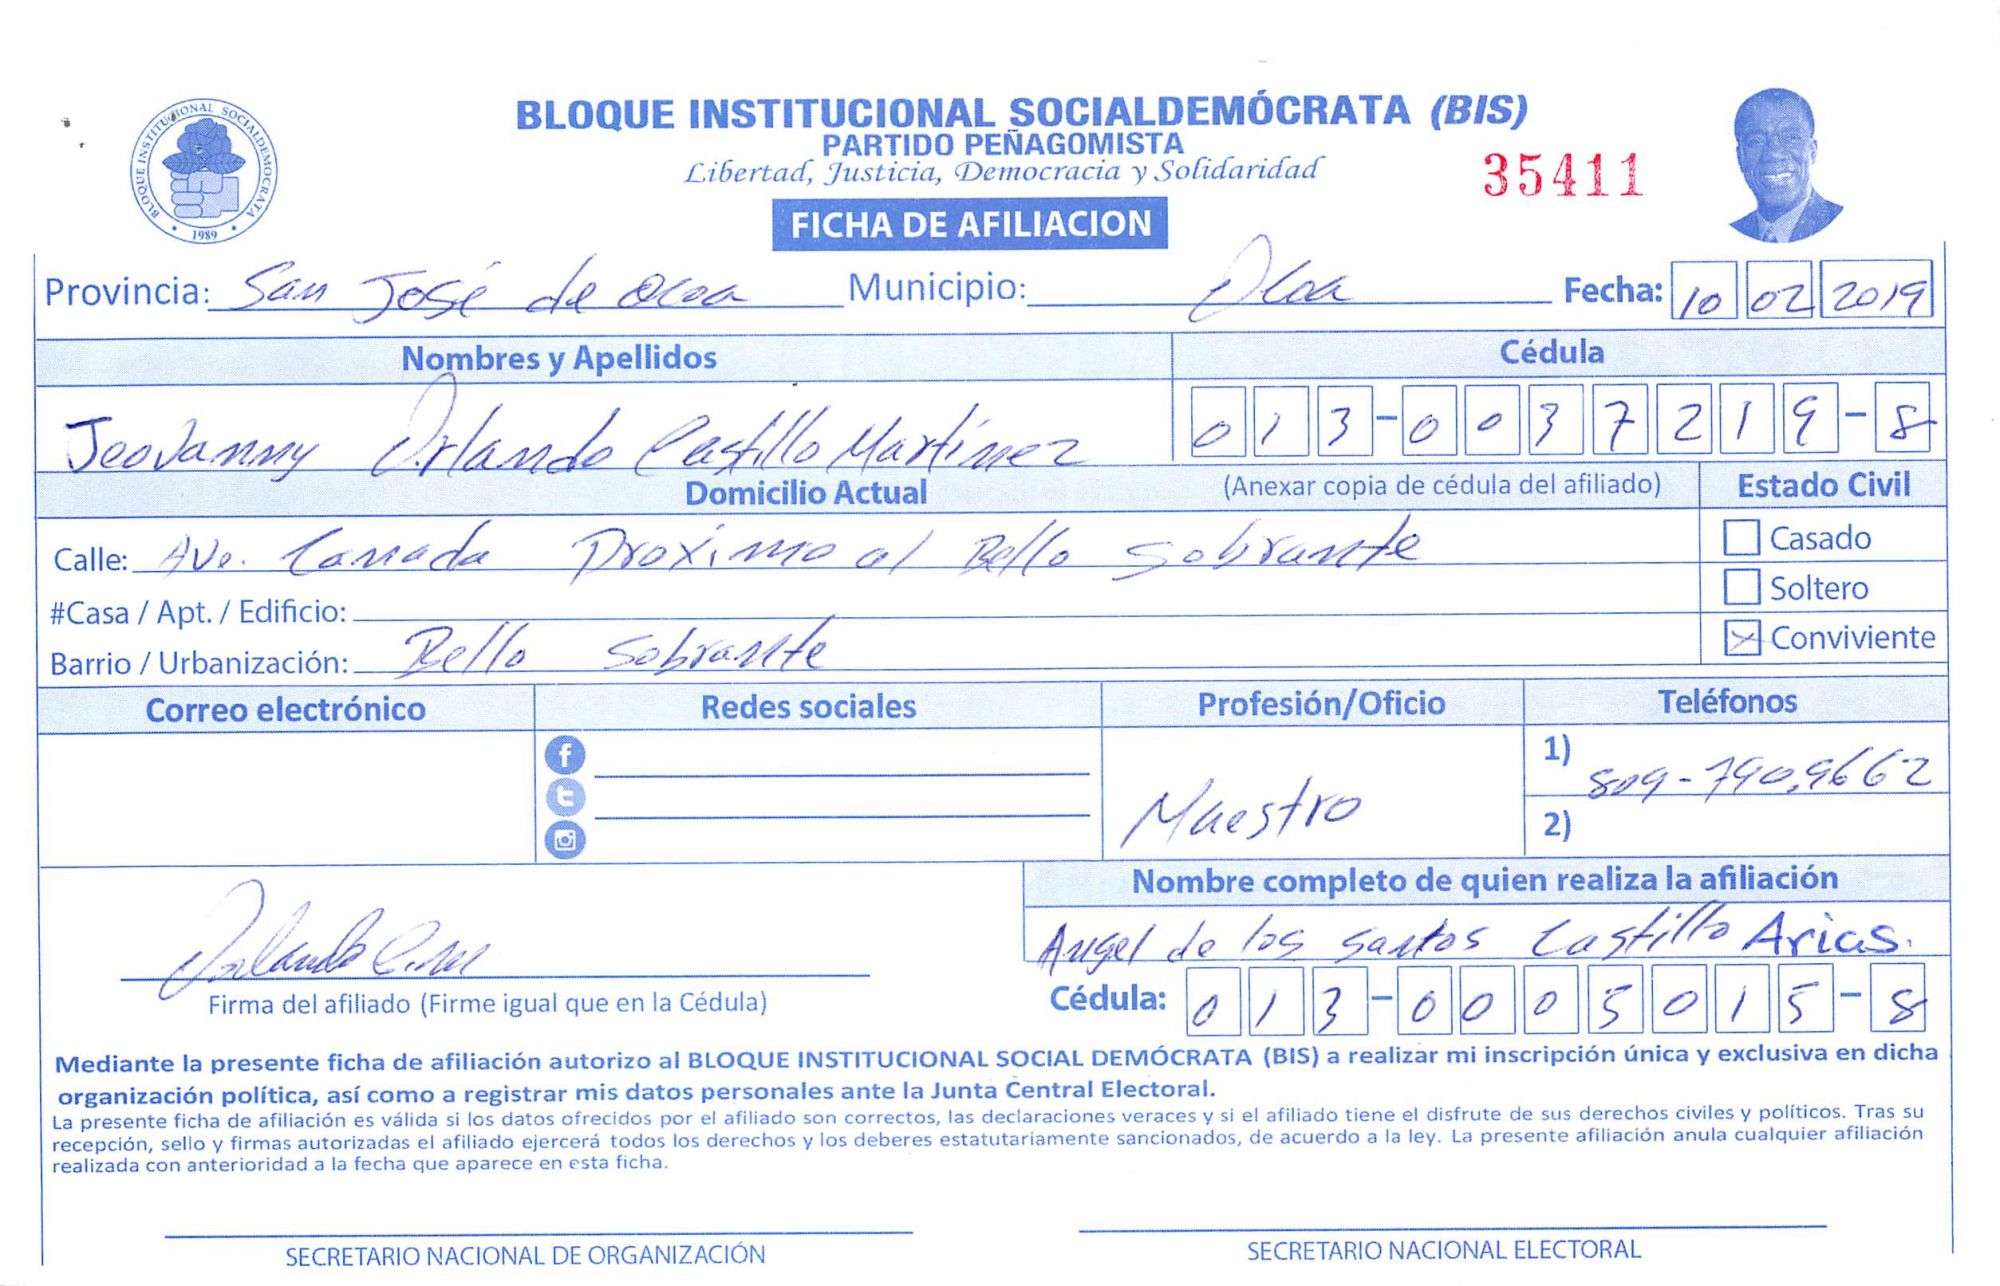 BLOQUE INSTITUCIONAL SOCIALDEMÓCRATA (BIS)
PARTIDO PEÑAGOMISTA
Libertad, Justicia, Democracia y Solidaridad
35411
BLOQUE INSTITUCIONAL SOCIALDEMOCRATA
1989
FICHA DE AFILIACION
Provincia: San José de Ocoa Municipio: Ocoa Fecha: 10 02 2019
Nombres y Apellidos Cédula
Jeovanny Orlando Castillo Martínez 013-0037219-8
Domicilio Actual (Anexar copia de cédula del afiliado) Estado Civil
Calle: Ave. Canada Proximo al Bello Sobrante Casado
#Casa / Apt. / Edificio: Soltero
Barrio / Urbanización: Bello Sobrante Conviviente
Correo electrónico Redes sociales Profesión/Oficio Teléfonos
Maestro 1) 809-790,9662
2)
Nombre completo de quien realiza la afiliación
Angel de los Santos Castillo Arias.
Firma del afiliado (Firme igual que en la Cédula) Cédula: 013-0005015-8
Mediante la presente ficha de afiliación autorizo al BLOQUE INSTITUCIONAL SOCIAL DEMÓCRATA (BIS) a realizar mi inscripción única y exclusiva en dicha
organización política, así como a registrar mis datos personales ante la Junta Central Electoral.
La presente ficha de afiliación es válida si los datos ofrecidos por el afiliado son correctos, las declaraciones veraces y si el afiliado tiene el disfrute de sus derechos civiles y políticos. Tras su
recepción, sello y firmas autorizadas el afiliado ejercerá todos los derechos y los deberes estatutariamente sancionados, de acuerdo a la ley. La presente afiliación anula cualquier afiliación
realizada con anterioridad a la fecha que aparece en esta ficha.
SECRETARIO NACIONAL DE ORGANIZACIÓN SECRETARIO NACIONAL ELECTORAL